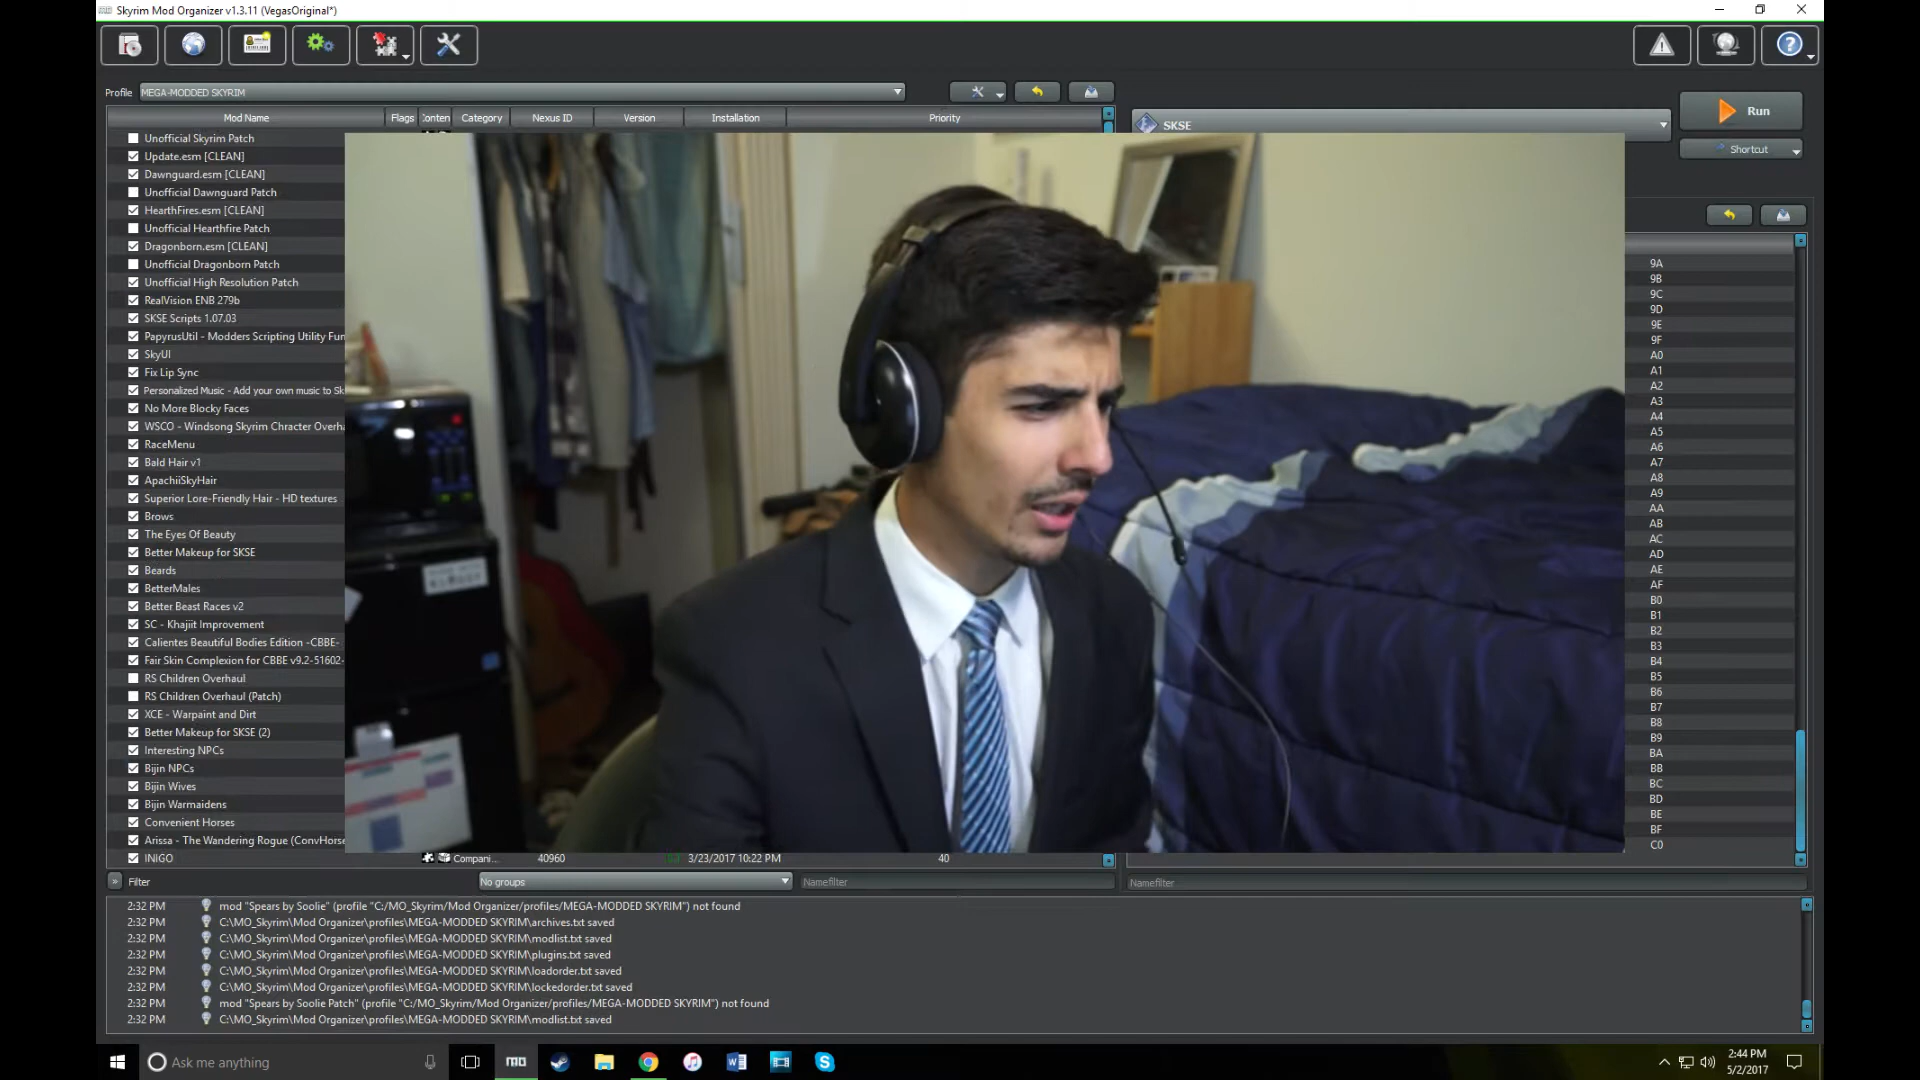 Skyrim Mod Organizer v1.3.11 (VegasOriginal*)
Profile MEGA-MODDED SKYRIM
Mod Name Flags Conten Category Nexus ID Version Installation Priority
SKSE
Run
Shortcut
Unofficial Skyrim Patch
Update.esm [CLEAN]
Dawnguard.esm [CLEAN]
Unofficial Dawnguard Patch
HearthFires.esm [CLEAN]
Unofficial Hearthfire Patch
Dragonborn.esm [CLEAN]
Unofficial Dragonborn Patch
Unofficial High Resolution Patch
RealVision ENB 279b
SKSE Scripts 1.07.03
PapyrusUtil - Modders Scripting Utility Fun
SkyUI
Fix Lip Sync
Personalized Music - Add your own music to Sk
No More Blocky Faces
WSCO - Windsong Skyrim Chracter Overha
RaceMenu
Bald Hair v1
ApachiiSkyHair
Superior Lore-Friendly Hair - HD textures
Brows
The Eyes Of Beauty
Better Makeup for SKSE
Beards
BetterMales
Better Beast Races v2
SC - Khajiit Improvement
Calientes Beautiful Bodies Edition -CBBE-
Fair Skin Complexion for CBBE v9.2-51602-
RS Children Overhaul
RS Children Overhaul (Patch)
XCE - Warpaint and Dirt
Better Makeup for SKSE (2)
Interesting NPCs
Bijin NPCs
Bijin Wives
Bijin Warmaidens
Convenient Horses
Arissa - The Wandering Rogue (ConvHorse
INIGO Compani... 40960 3/23/2017 10:22 PM 40
9A
9B
9C
9D
9E
9F
A0
A1
A2
A3
A4
A5
A6
A7
A8
A9
AA
AB
AC
AD
AE
AF
B0
B1
B2
B3
B4
B5
B6
B7
B8
B9
BA
BB
BC
BD
BE
BF
C0
Filter No groups Namefilter Namefilter
2:32 PM mod "Spears by Soolie" (profile "C:/MO_Skyrim/Mod Organizer/profiles/MEGA-MODDED SKYRIM") not found
2:32 PM C:\MO_Skyrim\Mod Organizer\profiles\MEGA-MODDED SKYRIM\archives.txt saved
2:32 PM C:\MO_Skyrim\Mod Organizer\profiles\MEGA-MODDED SKYRIM\modlist.txt saved
2:32 PM C:\MO_Skyrim\Mod Organizer\profiles\MEGA-MODDED SKYRIM\plugins.txt saved
2:32 PM C:\MO_Skyrim\Mod Organizer\profiles\MEGA-MODDED SKYRIM\loadorder.txt saved
2:32 PM C:\MO_Skyrim\Mod Organizer\profiles\MEGA-MODDED SKYRIM\lockedorder.txt saved
2:32 PM mod "Spears by Soolie Patch" (profile "C:/MO_Skyrim/Mod Organizer/profiles/MEGA-MODDED SKYRIM") not found
2:32 PM C:\MO_Skyrim\Mod Organizer\profiles\MEGA-MODDED SKYRIM\modlist.txt saved
Ask me anything
2:44 PM
5/2/2017